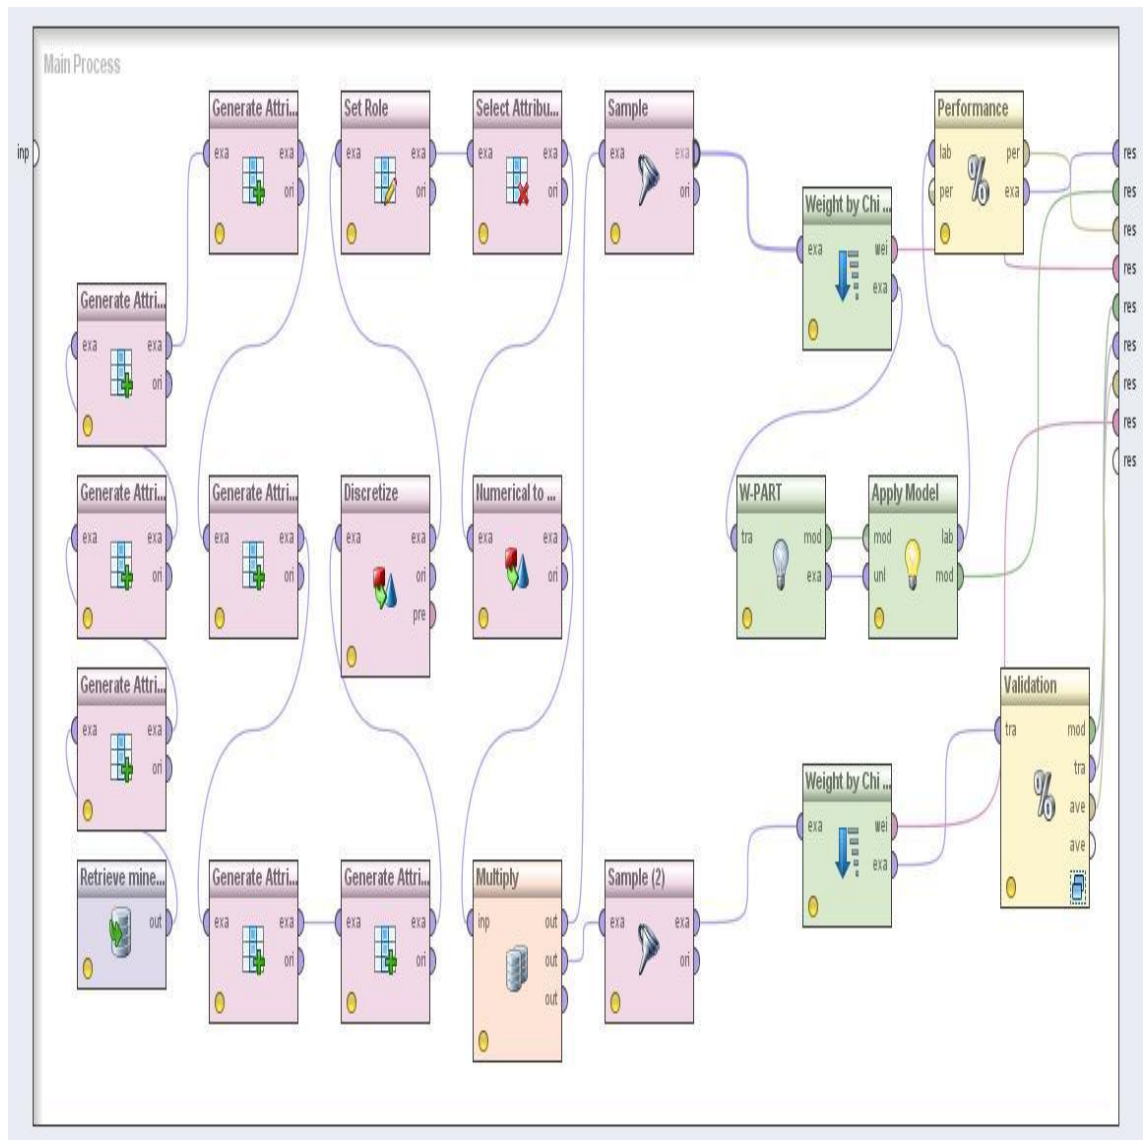 Main Process
Generate Attri...
exa exa
ori
Set Role
exa exa
ori
Select Attribu...
exa exa
ori
Sample
exa exa
ori
Performance
lab per
per exa
inp
res
res
res
res
res
res
res
res
res
Weight by Chi ...
exa wei
exa
Generate Attri...
exa exa
ori
Generate Attri...
exa exa
ori
Generate Attri...
exa exa
ori
Discretize
exa exa
ori
pre
Numerical to ...
exa exa
ori
W-PART
tra mod
exa
Apply Model
mod lab
unl mod
Generate Attri...
exa exa
ori
Validation
tra mod
tra
ave
ave
Weight by Chi ...
exa wei
exa
Retrieve mine...
out
Generate Attri...
exa exa
ori
Generate Attri...
exa exa
ori
Multiply
inp out
out
out
Sample (2)
exa exa
ori